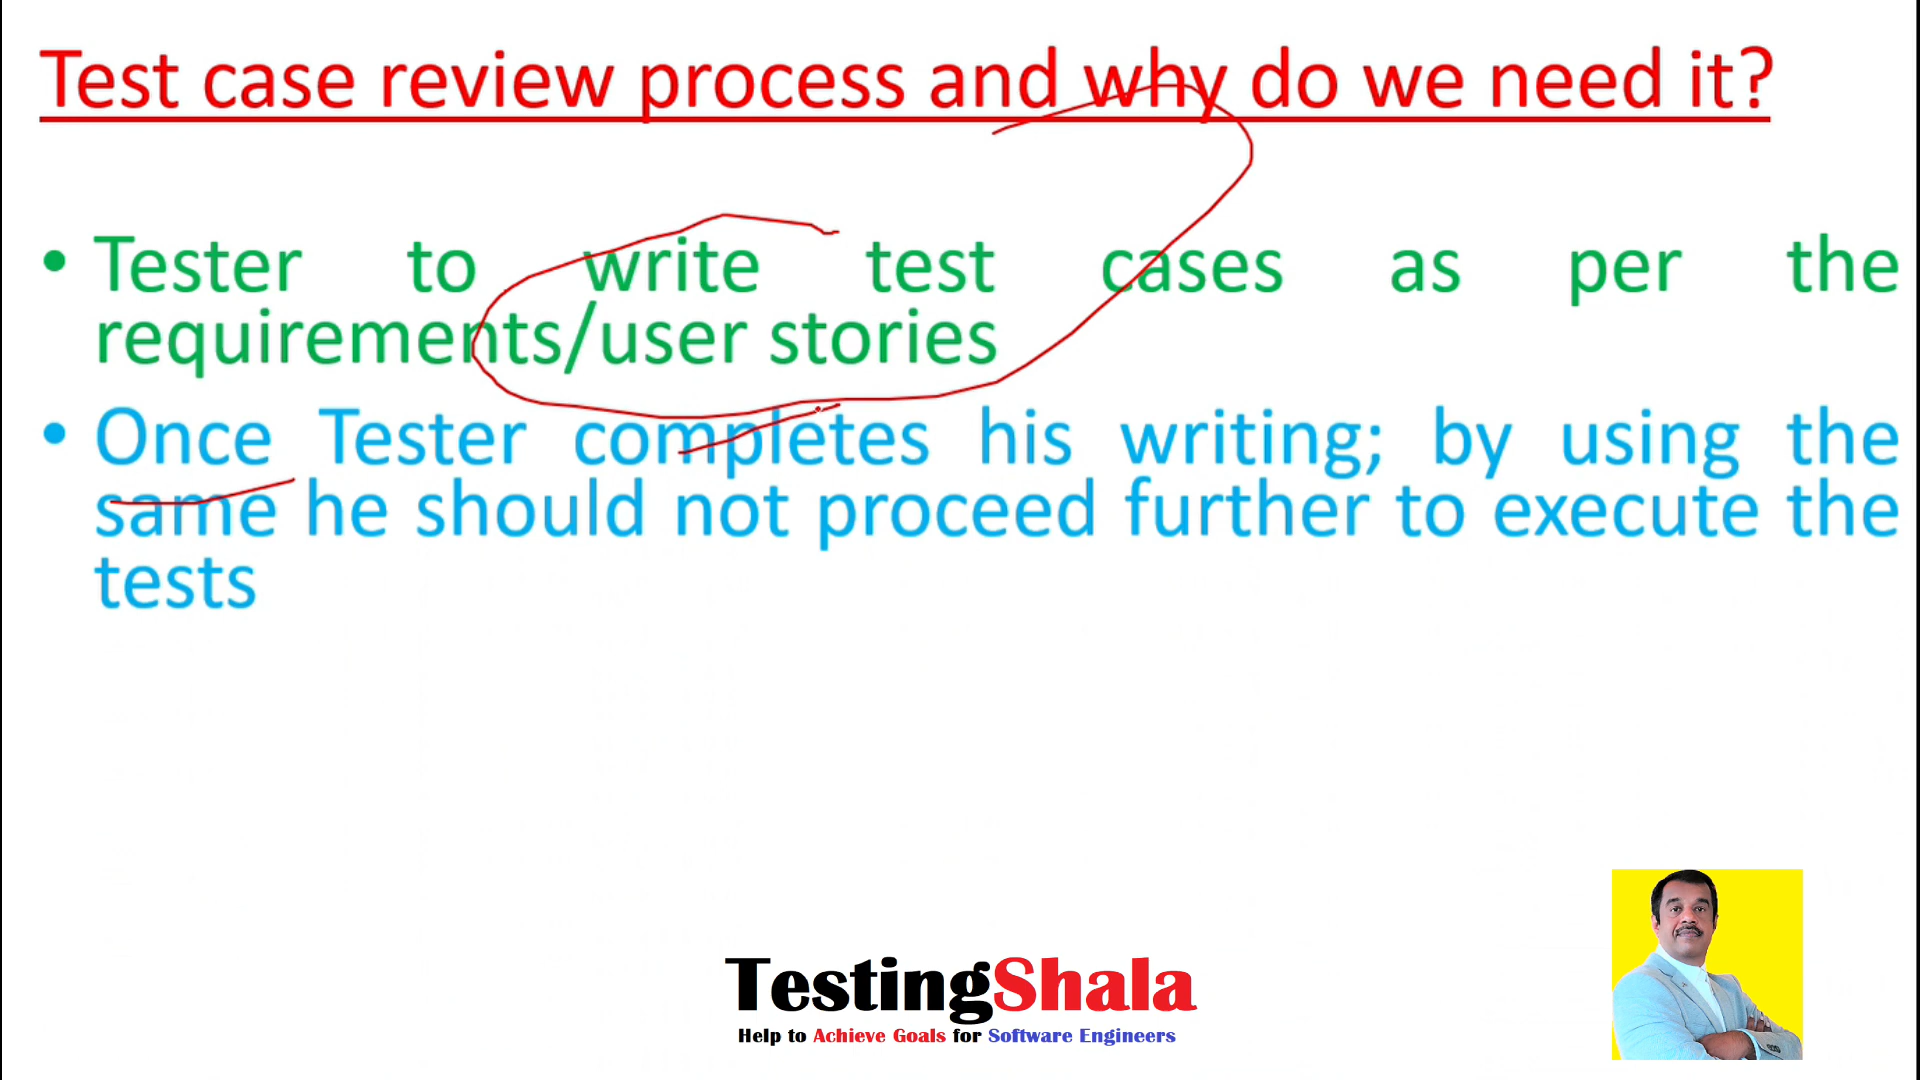 Test case review process and why do we need it?
• Tester to write test cases as per the
requirements/user stories
• Once Tester completes his writing; by using the
same he should not proceed further to execute the
tests
TestingShala
Help to Achieve Goals for Software Engineers